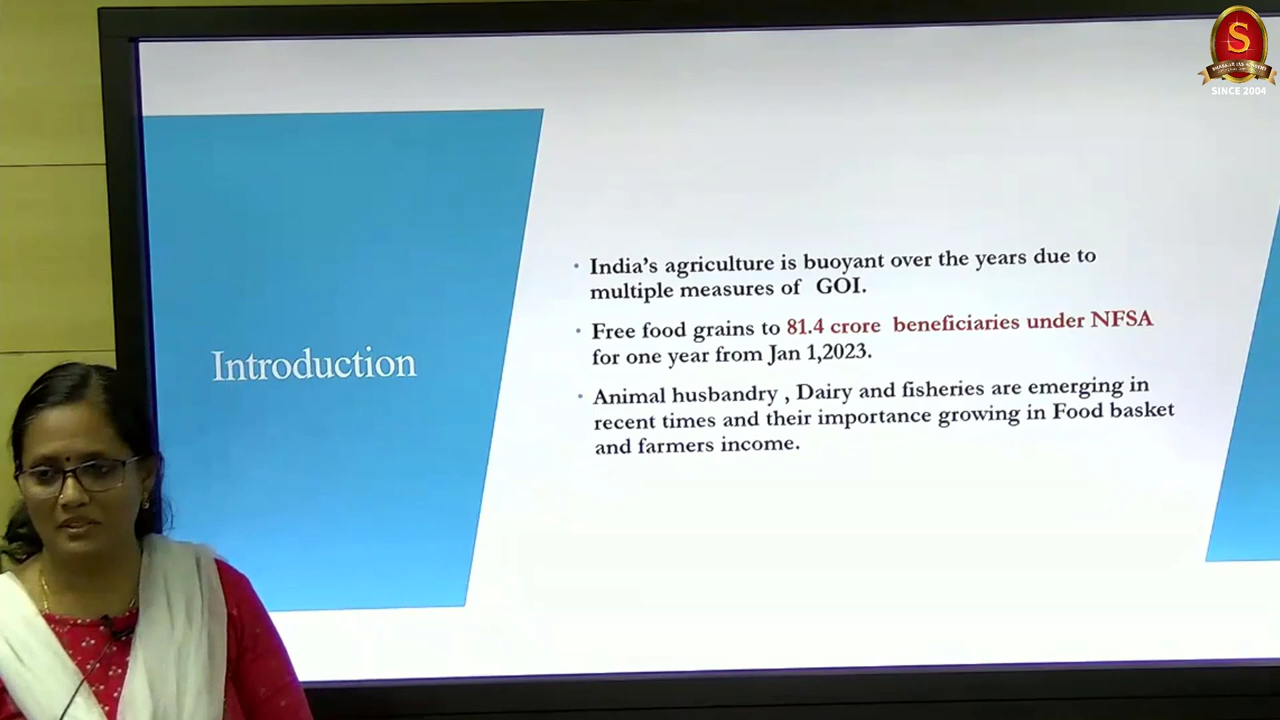 S
SINCE 2004
Introduction
• India's agriculture is buoyant over the years due to
multiple measures of GOI.
• Free food grains to 81.4 crore beneficiaries under NFSA
for one year from Jan 1,2023.
• Animal husbandry , Dairy and fisheries are emerging in
recent times and their importance growing in Food basket
and farmers income.